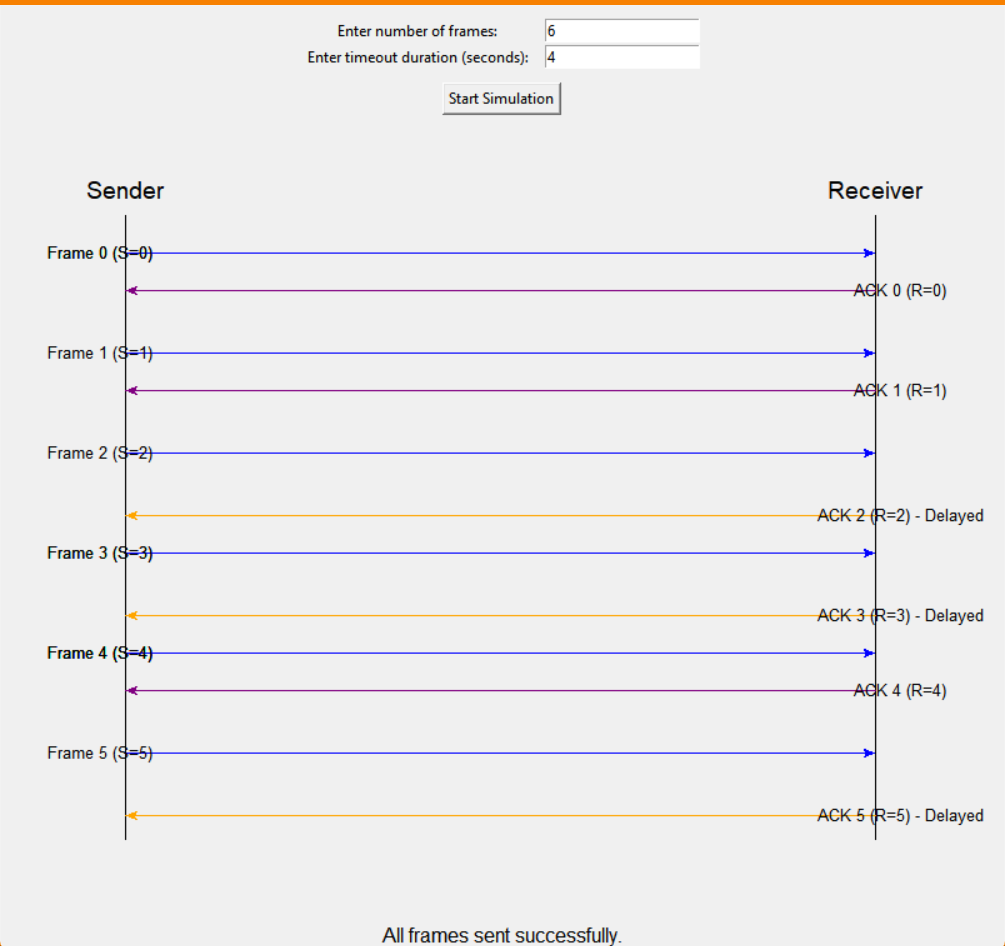 Enter number of frames: 6
Enter timeout duration (seconds): 4
Start Simulation
Sender Receiver
Frame 0 (S=0)
ACK 0 (R=0)
Frame 1 (S=1)
ACK 1 (R=1)
Frame 2 (S=2)
ACK 2 (R=2) - Delayed
Frame 3 (S=3)
ACK 3 (R=3) - Delayed
Frame 4 (S=4)
ACK 4 (R=4)
Frame 5 (S=5)
ACK 5 (R=5) - Delayed
All frames sent successfully.